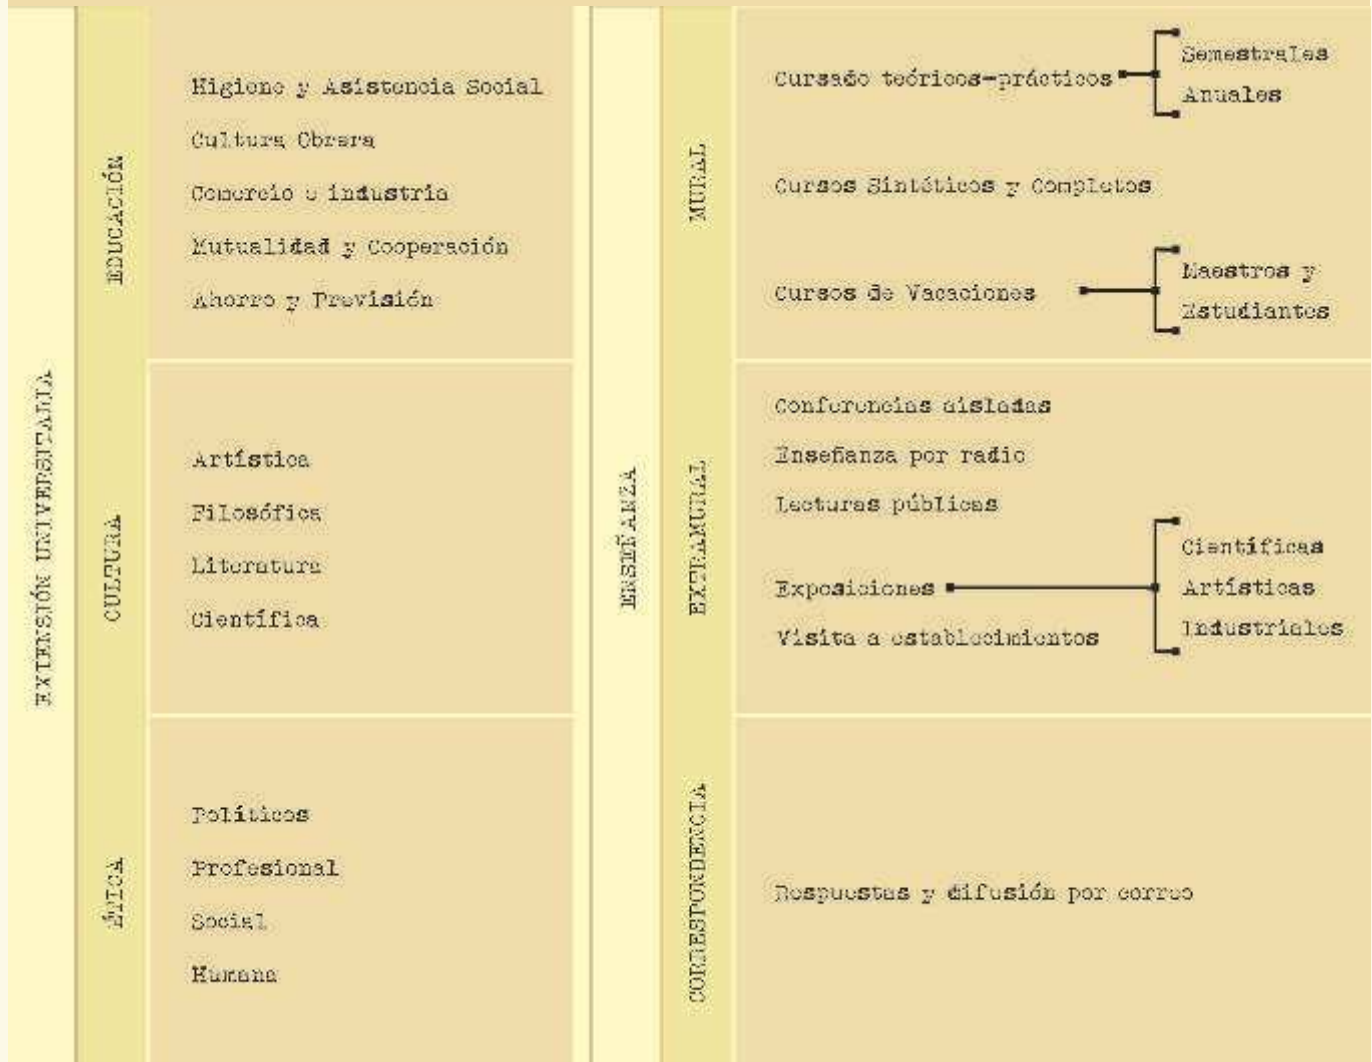 EXTENSIÓN UNIVERSITARIA
EDUCACIÓN
Higiene y Asistencia Social
Cultura Obrera
Comercio e industria
Mutualidad y Cooperación
Ahorro y Previsión
CULTURA
Artística
Filosófica
Literatura
Científica
ÉTICA
Políticos
Profesional
Social
Humana
ENSEÑANZA
MURAL
Cursado teóricos-prácticos
Semestrales
Anuales
Cursos Sintéticos y Completos
Cursos de Vacaciones
Maestros y
Estudiantes
EXTRAMURAL
Conferencias aisladas
Enseñanza por radio
Lecturas públicas
Exposiciones
Científicas
Artísticas
Industriales
Visita a establecimientos
CORRESPONDENCIA
Respuestas y difusión por correo